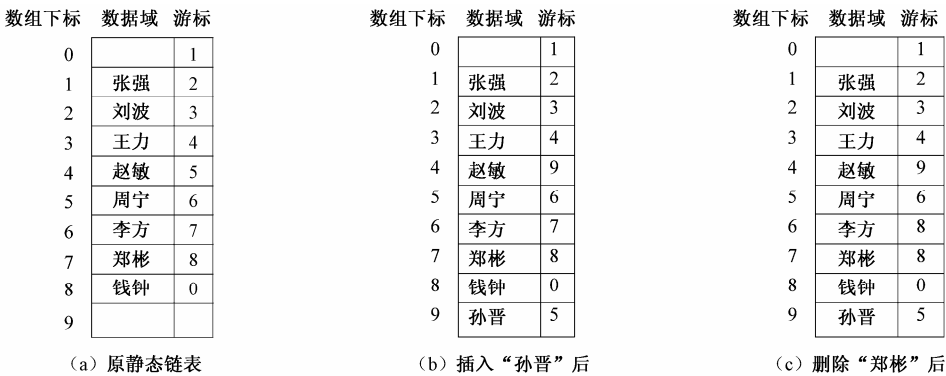 数组下标 数据域 游标 数组下标 数据域 游标 数组下标 数据域 游标
0 1 0 1 0 1
1 张强 2 1 张强 2 1 张强 2
2 刘波 3 2 刘波 3 2 刘波 3
3 王力 4 3 王力 4 3 王力 4
4 赵敏 5 4 赵敏 9 4 赵敏 9
5 周宁 6 5 周宁 6 5 周宁 6
6 李方 7 6 李方 7 6 李方 8
7 郑彬 8 7 郑彬 8 7 郑彬 8
8 钱钟 0 8 钱钟 0 8 钱钟 0
9 9 孙晋 5 9 孙晋 5
（a）原静态链表 （b）插入“孙晋”后 （c）删除“郑彬”后